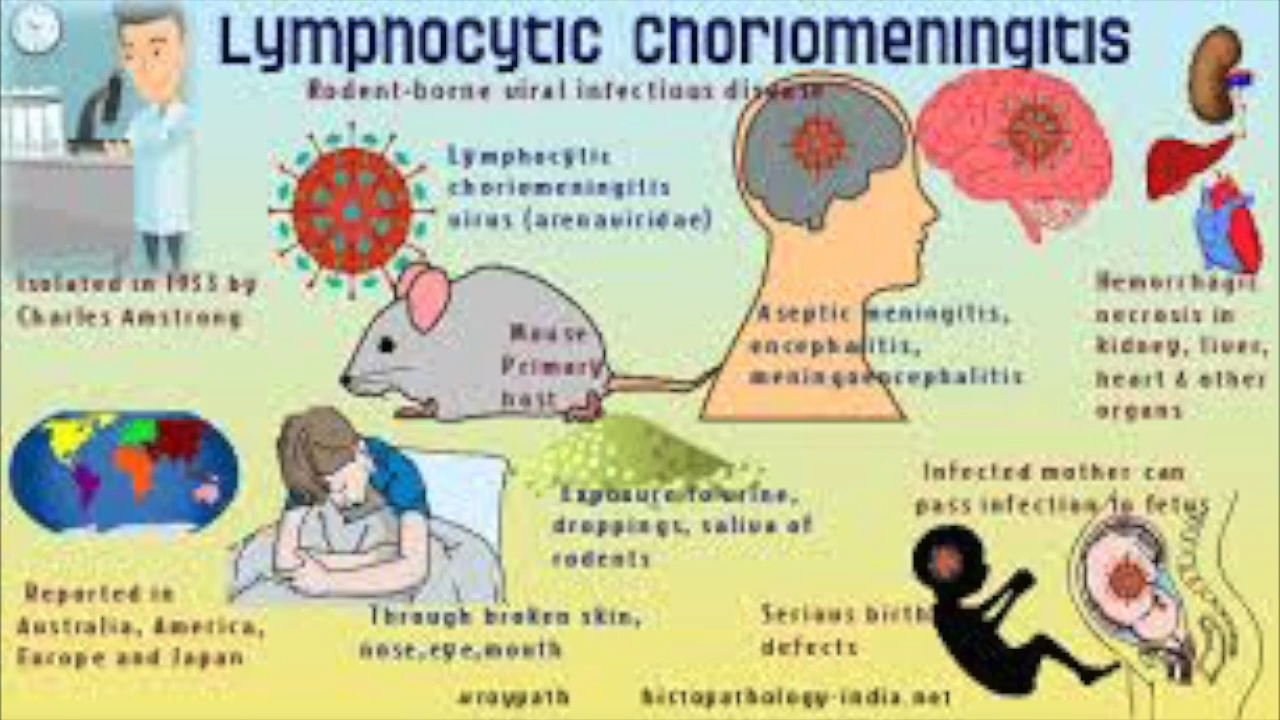 Lymphocytic Choriomeningitis
Rodent-borne viral infectious disease
Lymphocytic
choriomeningitis
virus (arenaviridae)
Isolated in 1933 by
Charles Amstrong
Mouse
Primary
host
Aseptic meningitis,
encephalitis,
meningoencephalitis
Hemorrhagic
necrosis in
kidney, liver,
heart & other
organs
Infected mother can
pass infection to fetus
Exposure to urine,
droppings, saliva of
rodents
Reported in
Australia, America,
Europe and Japan
Through broken skin,
nose,eye,mouth
Serious birth
defects
histopathology-india.net